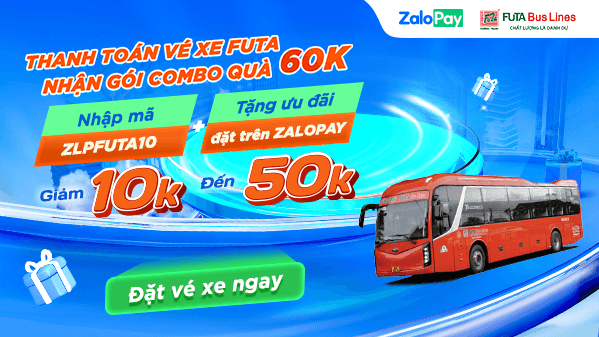 ZaloPay
FUTA Bus Lines
CHẤT LƯỢNG LÀ DANH DỰ
THANH TOÁN VÉ XE FUTA
NHẬN GÓI COMBO QUÀ 60K
Nhập mã
ZLPFUTA10
Giảm 10K
+
Tặng ưu đãi
đặt trên ZALOPAY
Đến 50K
Đặt vé xe ngay